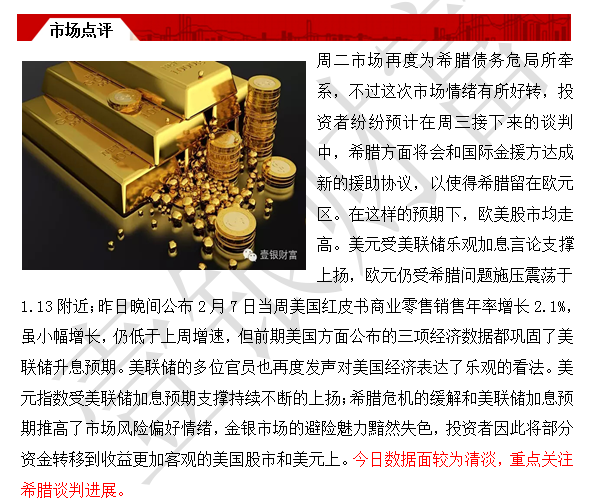 市场点评
周二市场再度为希腊债务危局所牵
系，不过这次市场情绪有所好转，投
资者纷纷预计在周三接下来的谈判
中，希腊方面将会和国际金援方达成
新的援助协议，以使得希腊留在欧元
区。在这样的预期下，欧美股市均走
高。美元受美联储乐观加息言论支撑
上扬，欧元仍受希腊问题施压震荡于
壹银财富
1.13 附近；昨日晚间公布 2 月 7 日当周美国红皮书商业零售销售年率增长 2.1%，
虽小幅增长，仍低于上周增速，但前期美国方面公布的三项经济数据都巩固了美
联储升息预期。美联储的多位官员也再度发声对美国经济表达了乐观的看法。美
元指数受美联储加息预期支撑持续不断的上扬；希腊危机的缓解和美联储加息预
期推高了市场风险偏好情绪，金银市场的避险魅力黯然失色，投资者因此将部分
资金转移到收益更加客观的美国股市和美元上。今日数据面较为清淡，重点关注
希腊谈判进展。
壹银财富